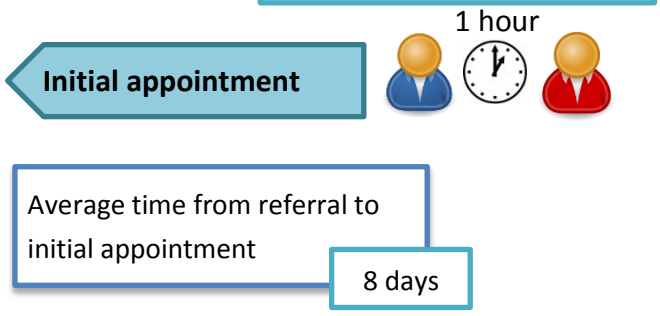 1 hour
Initial appointment
Average time from referral to
initial appointment
8 days